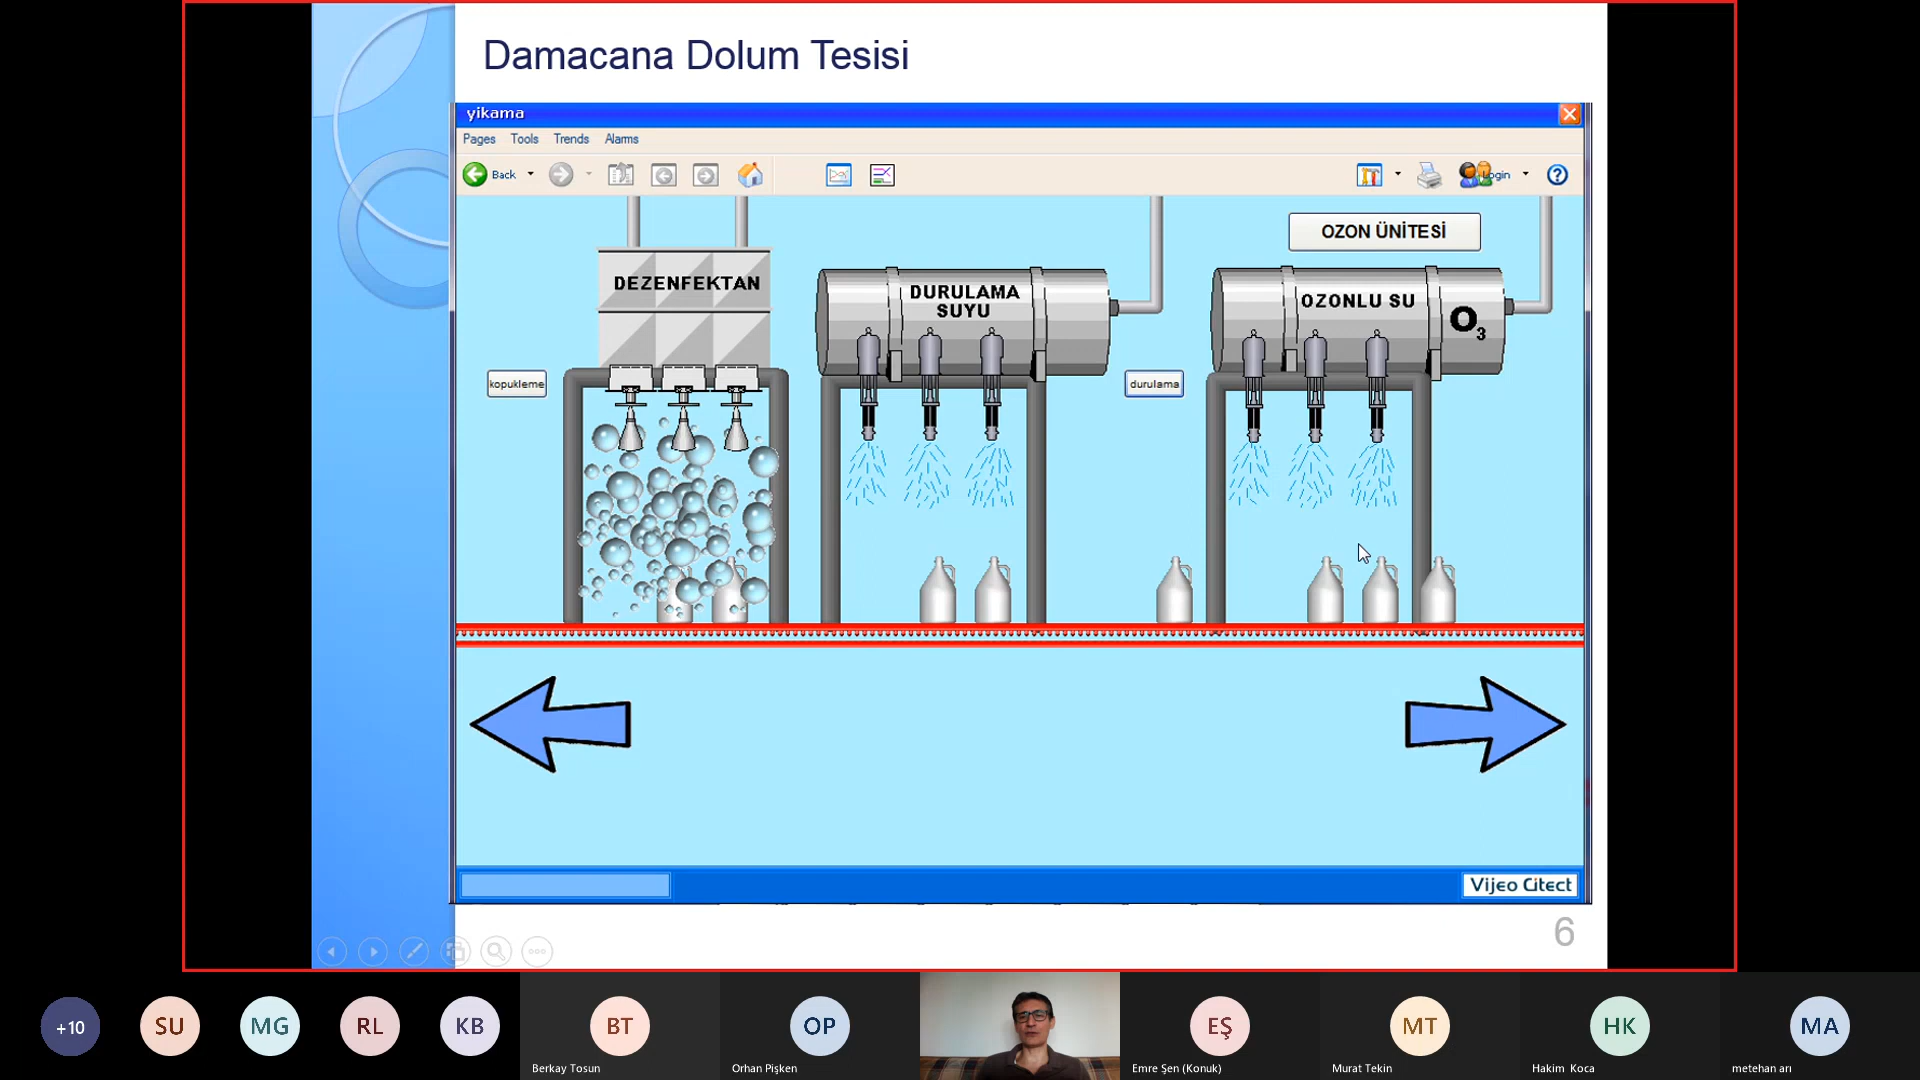 Damacana Dolum Tesisi
yikama
Pages Tools Trends Alarms
Back
Login
OZON ÜNİTESİ
DEZENFEKTAN
DURULAMA
SUYU
OZONLU SU
O3
kopukleme
durulama
Vijeo Citect
6
+10
SU
MG
RL
KB
BT
OP
EŞ
MT
HK
MA
Berkay Tosun
Orhan Pişken
Emre Şen (Konuk)
Murat Tekin
Hakim Koca
metehan arı